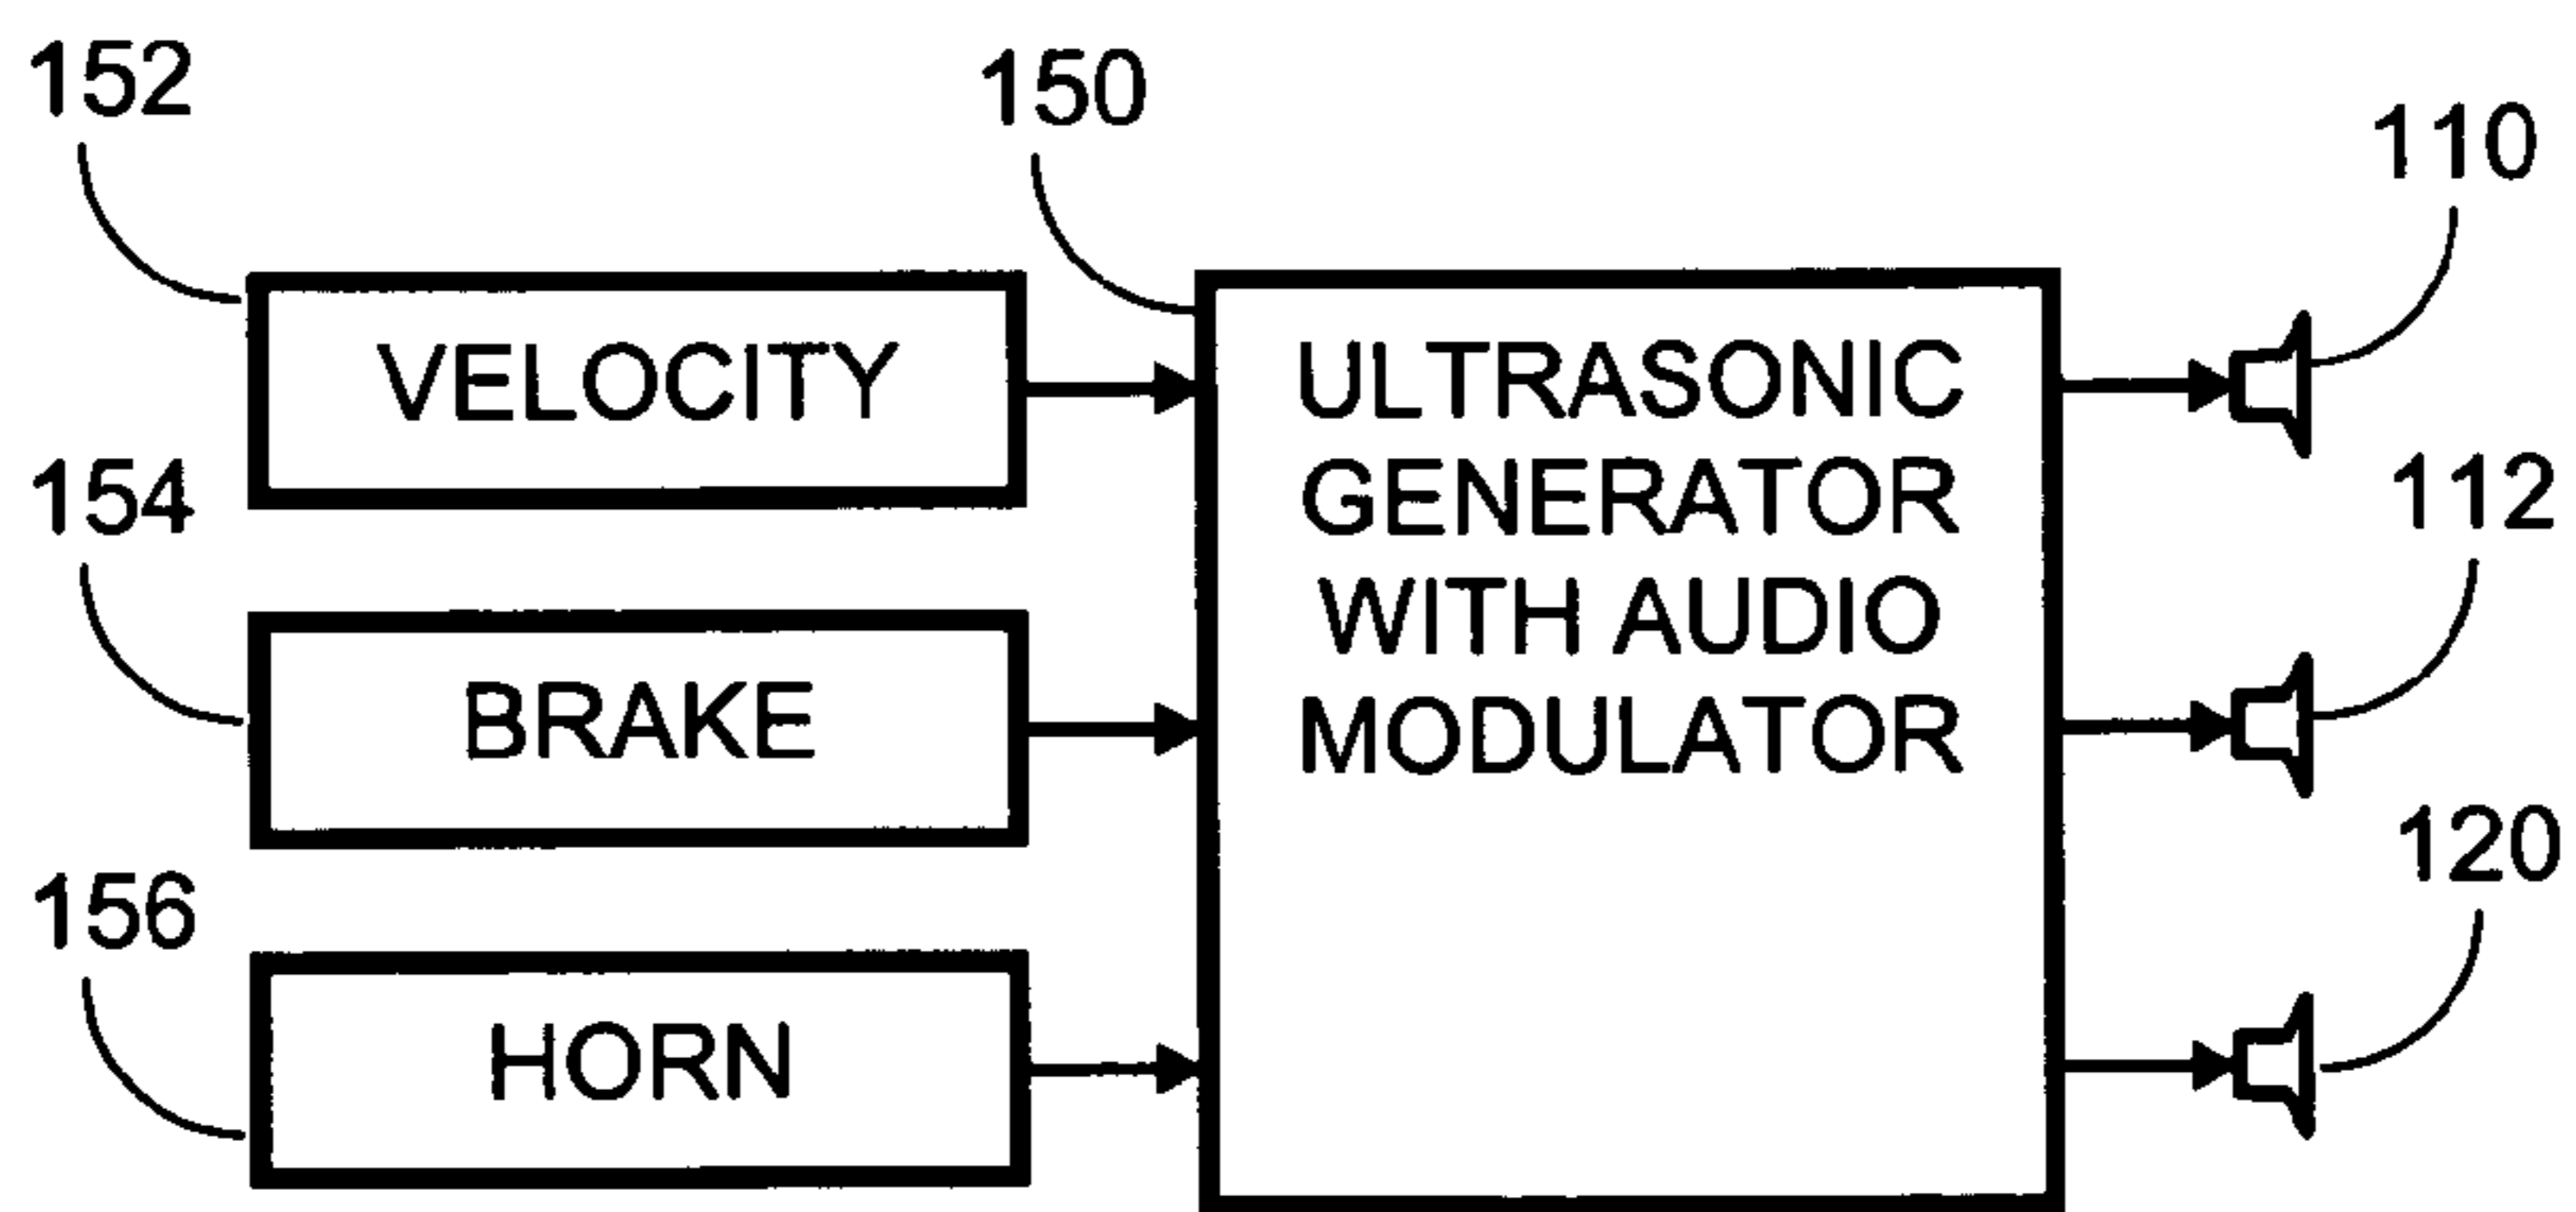 152
150
110
VELOCITY
ULTRASONIC
GENERATOR
WITH AUDIO
MODULATOR
154
112
BRAKE
156
120
HORN